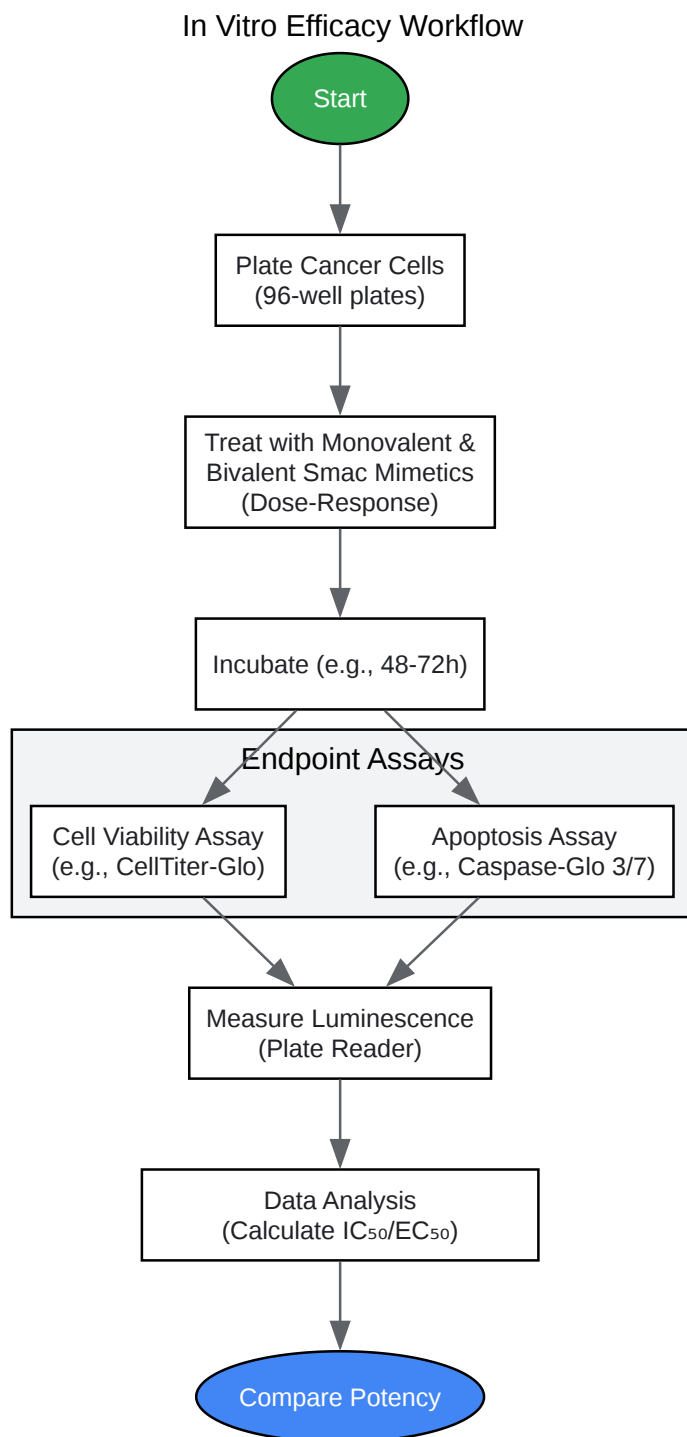 In Vitro Efficacy Workflow
Start
Plate Cancer Cells
(96-well plates)
Treat with Monovalent &
Bivalent Smac Mimetics
(Dose-Response)
Incubate (e.g., 48-72h)
Endpoint Assays
Cell Viability Assay
(e.g., CellTiter-Glo)
Apoptosis Assay
(e.g., Caspase-Glo 3/7)
Measure Luminescence
(Plate Reader)
Data Analysis
(Calculate IC₅₀/EC₅₀)
Compare Potency